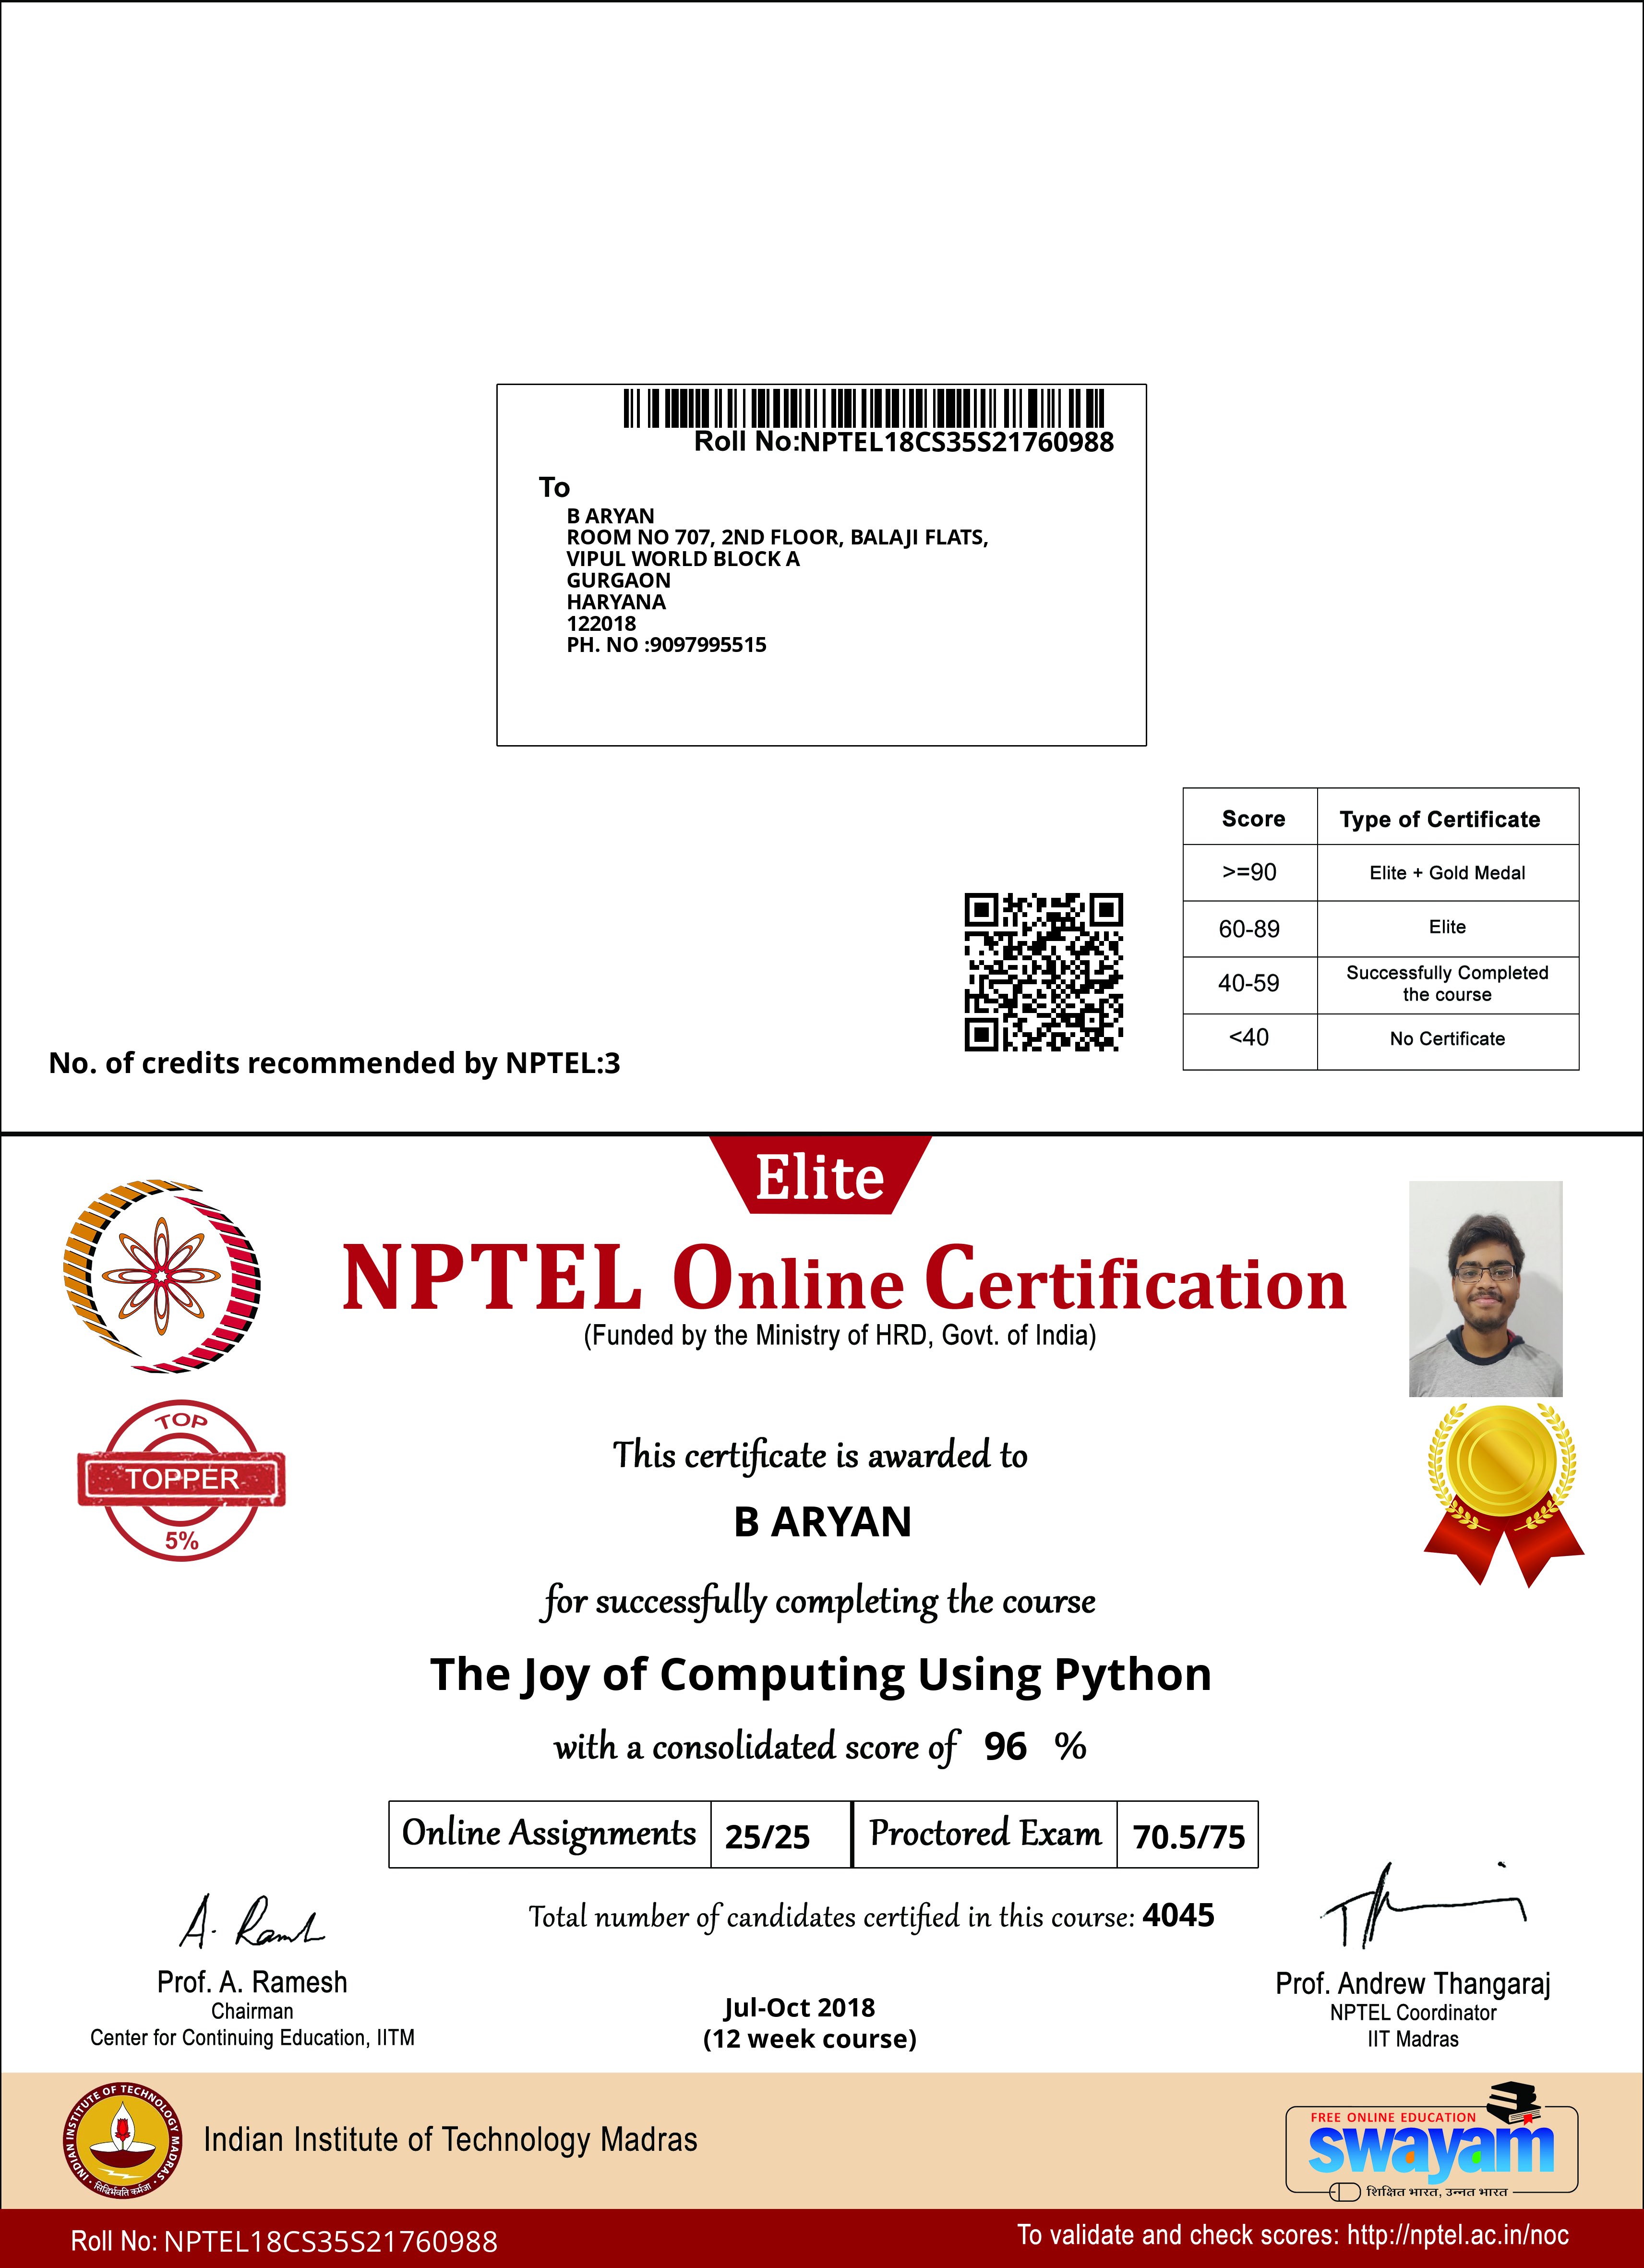 Roll No:NPTEL18CS35S21760988
To
B ARYAN
ROOM NO 707, 2ND FLOOR, BALAJI FLATS,
VIPUL WORLD BLOCK A
GURGAON
HARYANA
122018
PH. NO :9097995515
Score Type of Certificate
>=90 Elite + Gold Medal
60-89 Elite
40-59 Successfully Completed
the course
<40 No Certificate
No. of credits recommended by NPTEL:3
Elite
NPTEL Online Certification
(Funded by the Ministry of HRD, Govt. of India)
TOP
TOPPER
5%
This certificate is awarded to
B ARYAN
for successfully completing the course
The Joy of Computing Using Python
with a consolidated score of 96 %
Online Assignments 25/25 Proctored Exam 70.5/75
Total number of candidates certified in this course: 4045
A. Ramesh
Prof. A. Ramesh
Chairman
Center for Continuing Education, IITM
Jul-Oct 2018
(12 week course)
Prof. Andrew Thangaraj
NPTEL Coordinator
IIT Madras
INDIAN INSTITUTE OF TECHNOLOGY MADRAS
सिद्धिर्भवति कर्मजा
Indian Institute of Technology Madras
FREE ONLINE EDUCATION
swayam
शिक्षित भारत, उन्नत भारत
Roll No: NPTEL18CS35S21760988
To validate and check scores: http://nptel.ac.in/noc